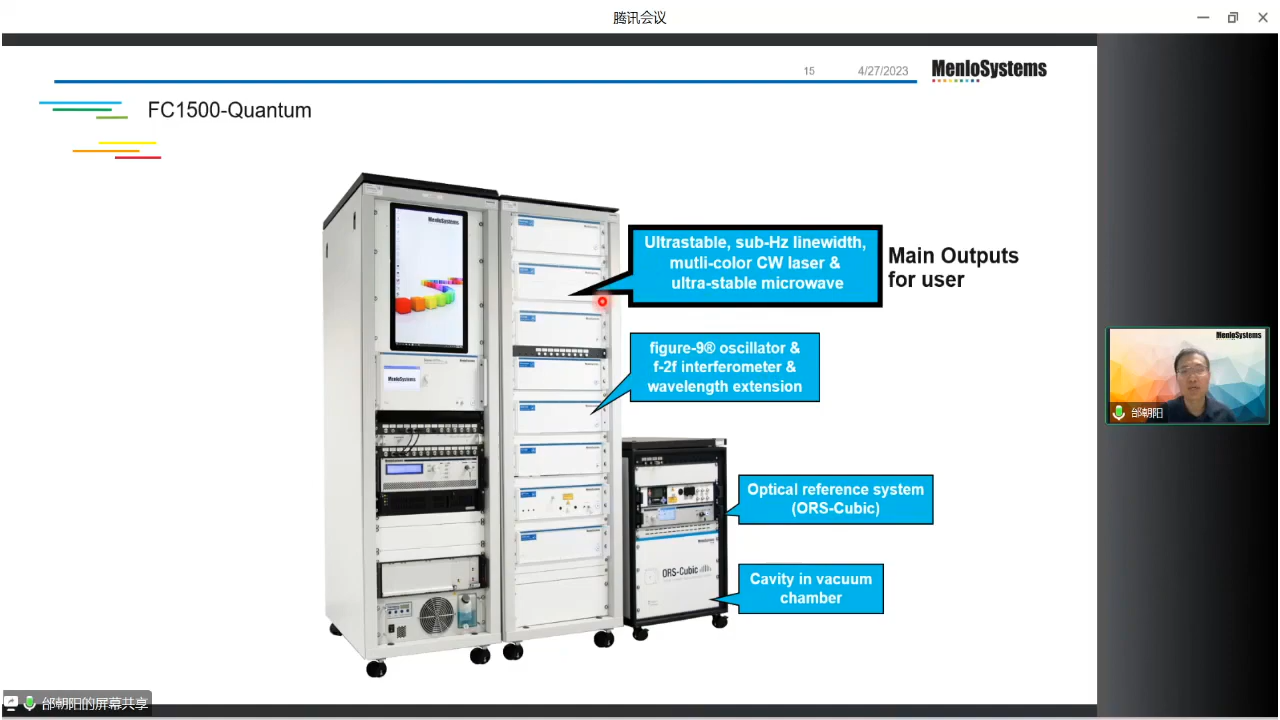 腾讯会议
15
4/27/2023
MenloSystems
FC1500-Quantum
MenloSystems
Ultrastable, sub-Hz linewidth,
mutli-color CW laser &
ultra-stable microwave
Main Outputs
for user
figure-9® oscillator &
f-2f interferometer &
wavelength extension
MenloSystems
MenloSystems
邰朝阳
Optical reference system
(ORS-Cubic)
ORS-Cubic
Cavity in vacuum
chamber
邰朝阳的屏幕共享